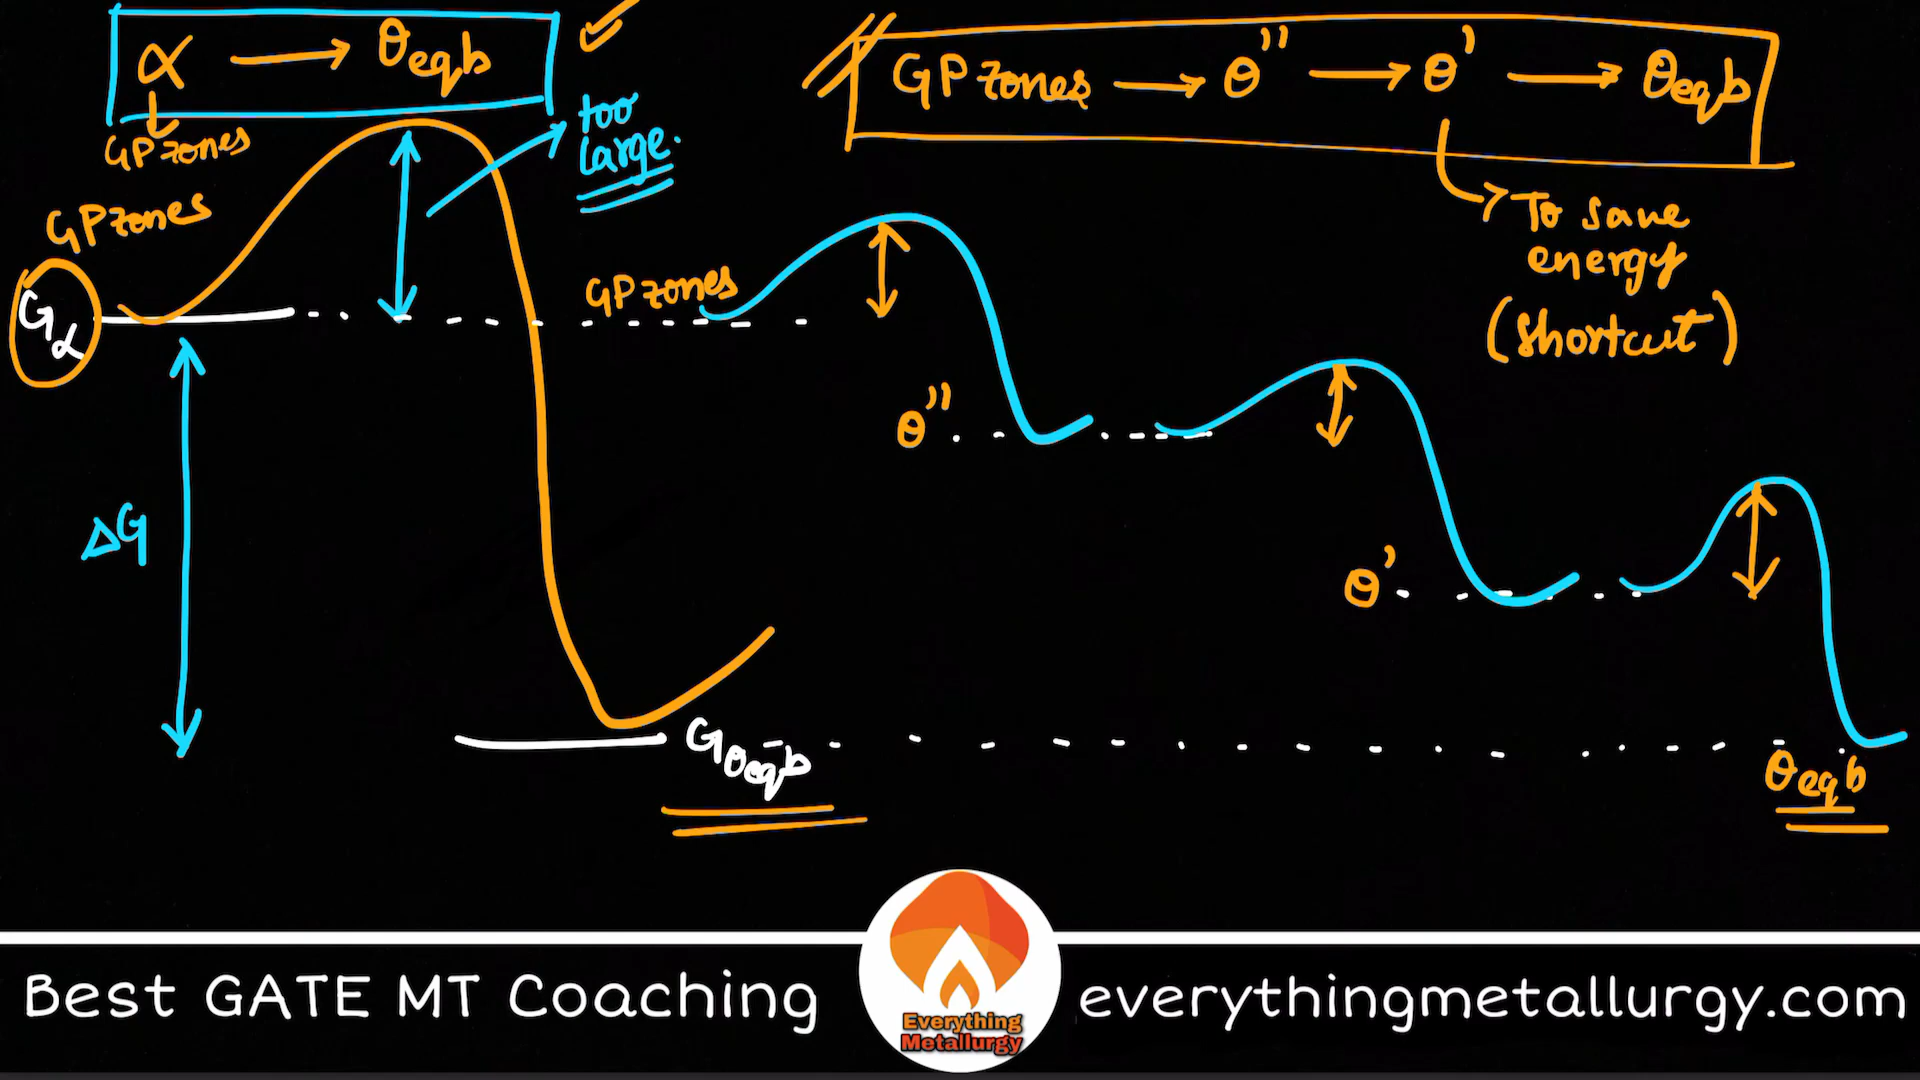 α → θeqb
GP zones
GP zones → θ'' → θ' → θeqb
too
large.
GP zones
To save
energy
(shortcut)
GP zones
Gα
θ''
ΔG
θ'
Gθeqb
θeqb
Best GATE MT Coaching
Everything
Metallurgy
everythingmetallurgy.com